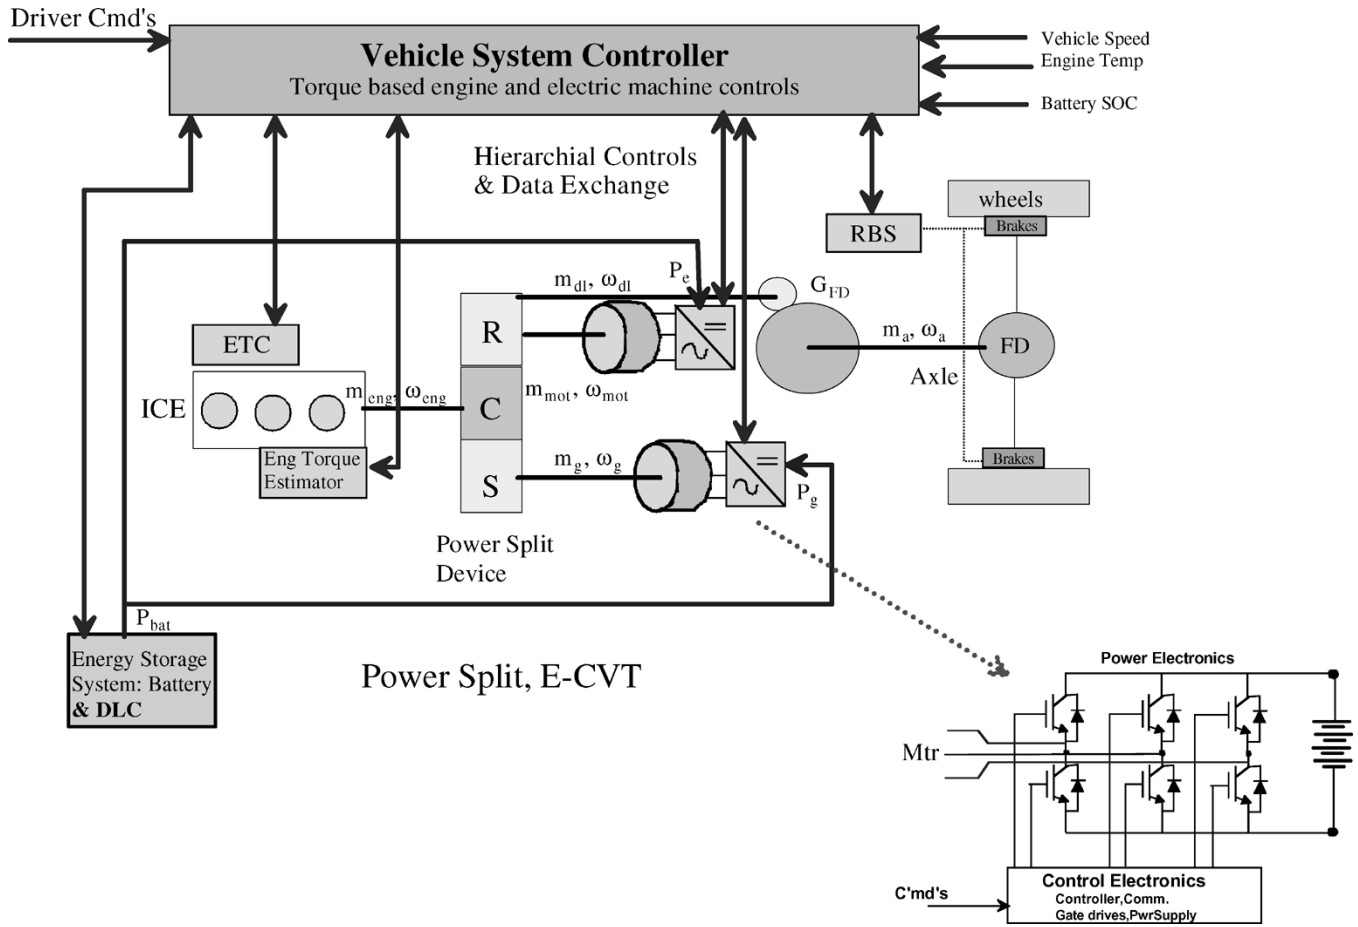 Driver Cmd's
Vehicle System Controller
Torque based engine and electric machine controls
Vehicle Speed
Engine Temp
Battery SOC
Hierarchial Controls
& Data Exchange
wheels
Brakes
RBS
P_e
m_dl, ω_dl
G_FD
R
ETC
m_a, ω_a
FD
Axle
ICE
m_eng, ω_eng
C
m_mot, ω_mot
Eng Torque
Estimator
S
m_g, ω_g
P_g
Brakes
Power Split
Device
P_bat
Energy Storage
System: Battery
& DLC
Power Split, E-CVT
Power Electronics
Mtr
C'md's
Control Electronics
Controller,Comm.
Gate drives,PwrSupply